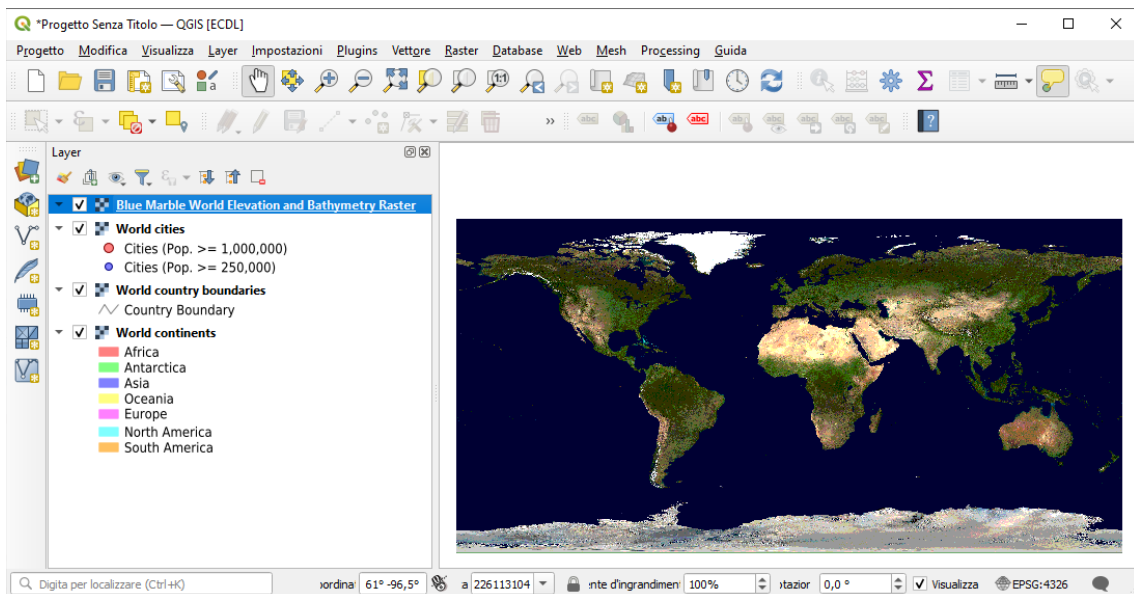 *Progetto Senza Titolo — QGIS [ECDL]
Progetto Modifica Visualizza Layer Impostazioni Plugins Vettore Raster Database Web Mesh Processing Guida
Layer
Blue Marble World Elevation and Bathymetry Raster
World cities
Cities (Pop. >= 1,000,000)
Cities (Pop. >= 250,000)
World country boundaries
Country Boundary
World continents
Africa
Antarctica
Asia
Oceania
Europe
North America
South America
Digita per localizzare (Ctrl+K) ordina 61° -96,5° a 226113104 ente d'ingrandimen 100% tazior 0,0 ° Visualizza EPSG:4326